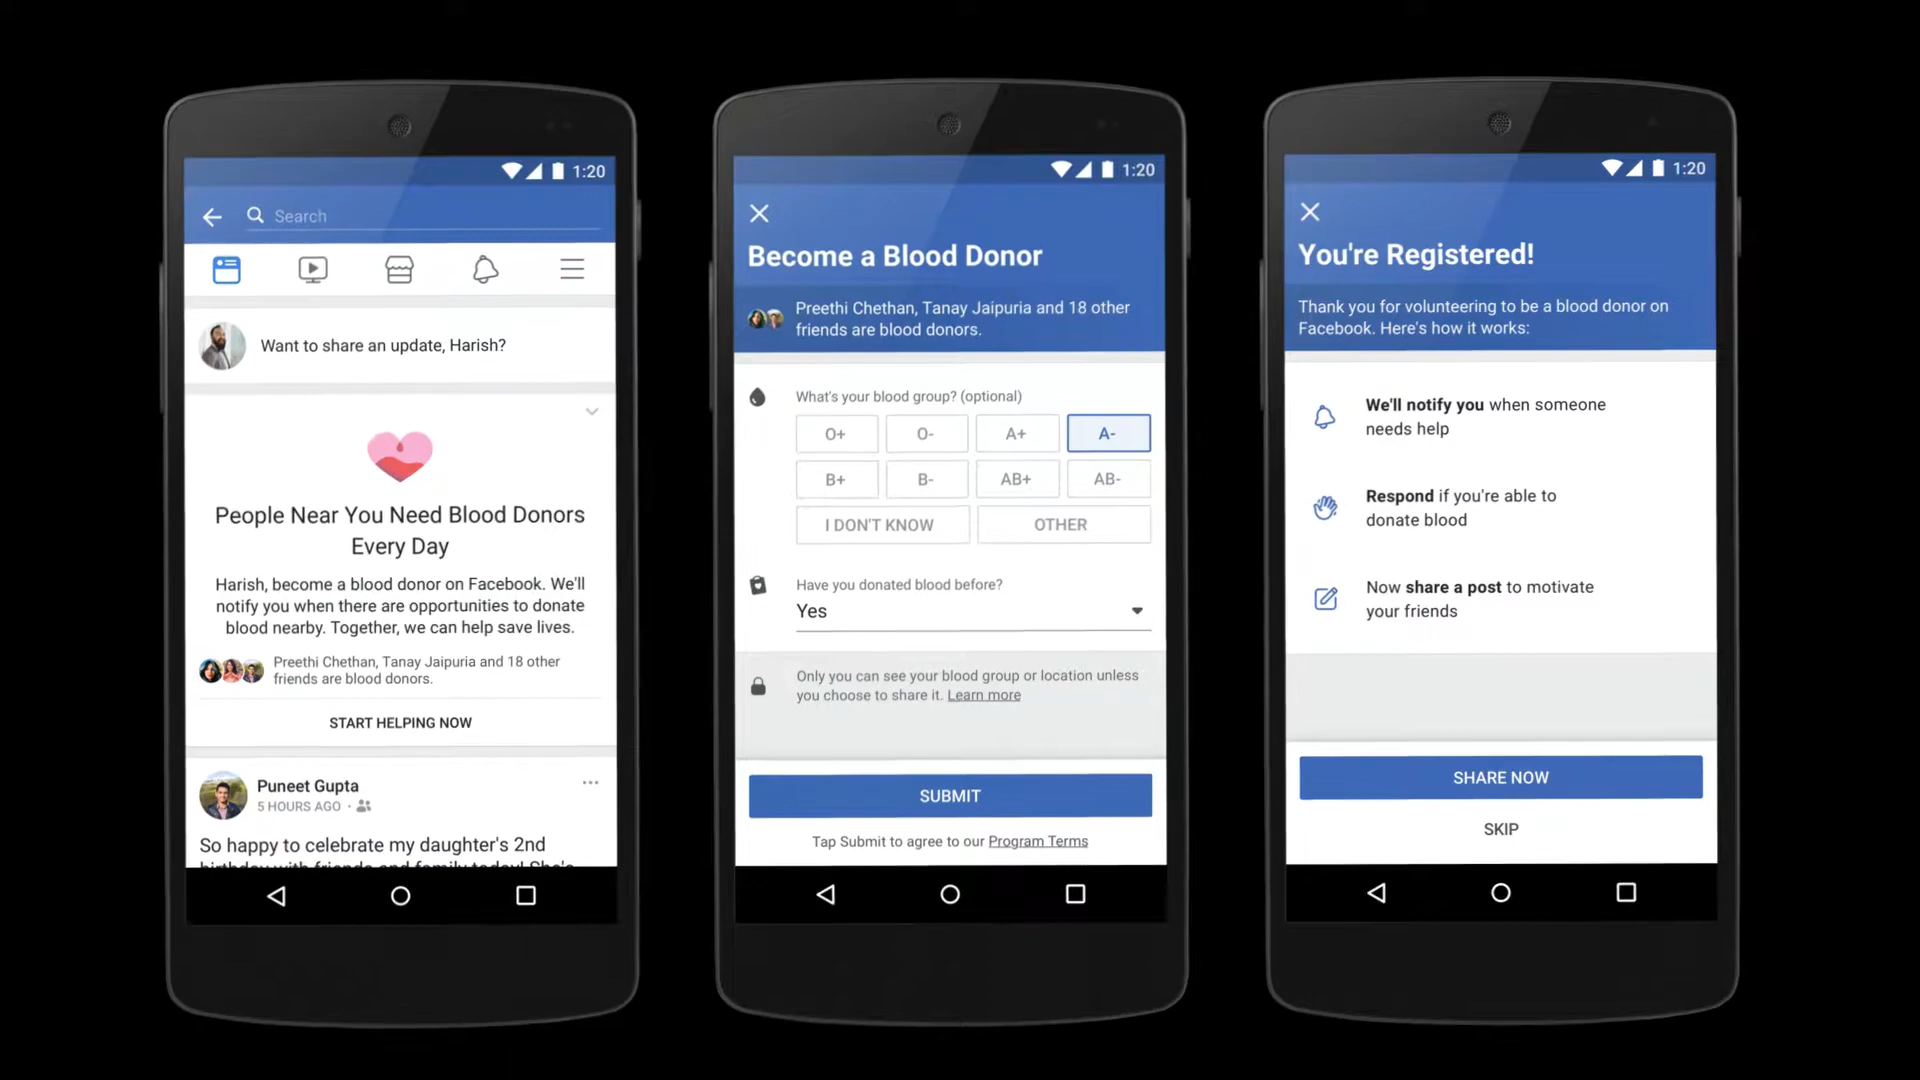 1:20
Search
Want to share an update, Harish?
People Near You Need Blood Donors
Every Day
Harish, become a blood donor on Facebook. We'll
notify you when there are opportunities to donate
blood nearby. Together, we can help save lives.
Preethi Chethan, Tanay Jaipuria and 18 other
friends are blood donors.
START HELPING NOW
Puneet Gupta
5 HOURS AGO ·
So happy to celebrate my daughter's 2nd
birthday with friends and family today! She's
1:20
Become a Blood Donor
Preethi Chethan, Tanay Jaipuria and 18 other
friends are blood donors.
What's your blood group? (optional)
O+ O- A+ A-
B+ B- AB+ AB-
I DON'T KNOW OTHER
Have you donated blood before?
Yes
Only you can see your blood group or location unless
you choose to share it. Learn more
SUBMIT
Tap Submit to agree to our Program Terms
1:20
You're Registered!
Thank you for volunteering to be a blood donor on
Facebook. Here's how it works:
We'll notify you when someone
needs help
Respond if you're able to
donate blood
Now share a post to motivate
your friends
SHARE NOW
SKIP